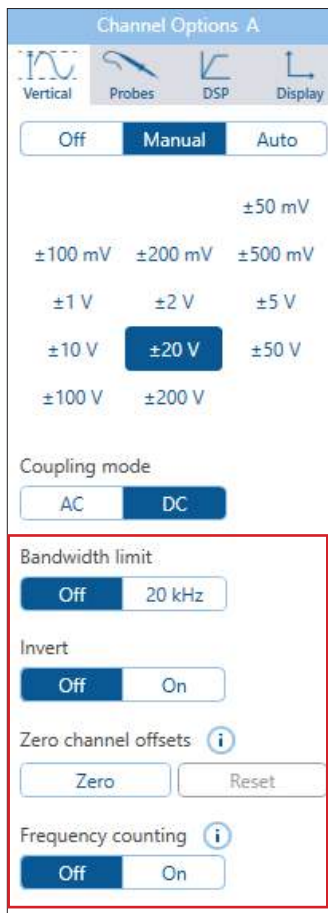 Channel Options A
Vertical Probes DSP Display
Off Manual Auto
±50 mV
±100 mV ±200 mV ±500 mV
±1 V ±2 V ±5 V
±10 V ±20 V ±50 V
±100 V ±200 V
Coupling mode
AC DC
Bandwidth limit
Off 20 kHz
Invert
Off On
Zero channel offsets i
Zero Reset
Frequency counting i
Off On